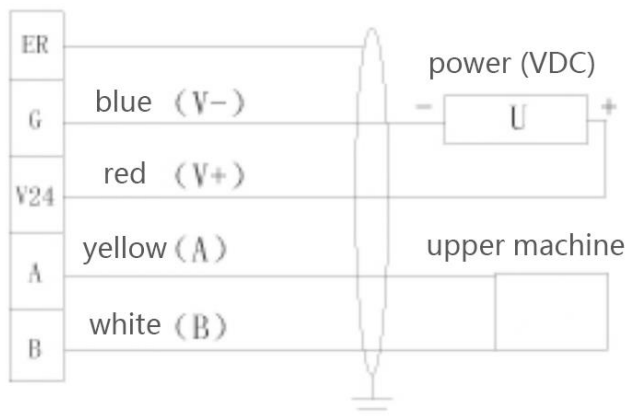 ER
power (VDC)
blue (V-)
G
- U +
red (V+)
V24
yellow (A)
upper machine
A
white (B)
B